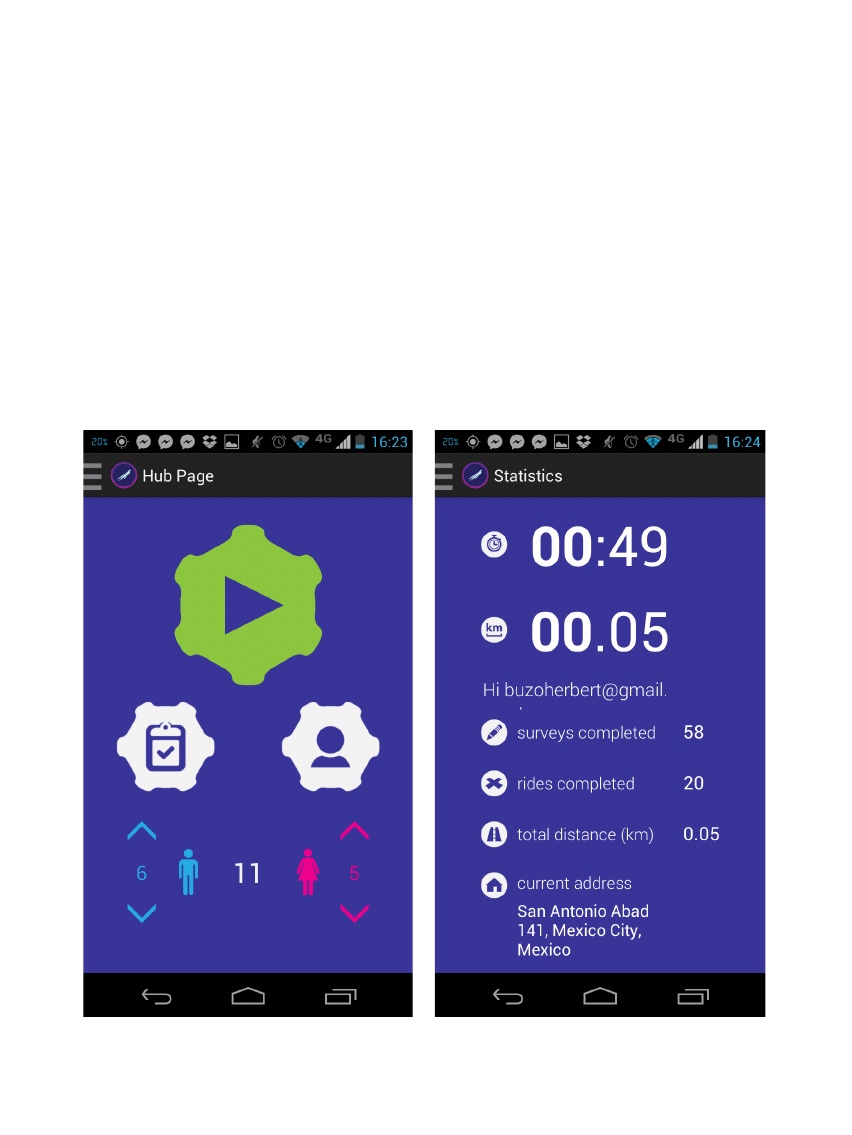 20% 4G 16:23
Hub Page
6 11 5
20% 4G 16:24
Statistics
00:49
km 00.05
Hi buzoherbert@gmail.
surveys completed 58
rides completed 20
total distance (km) 0.05
current address
San Antonio Abad
141, Mexico City,
Mexico